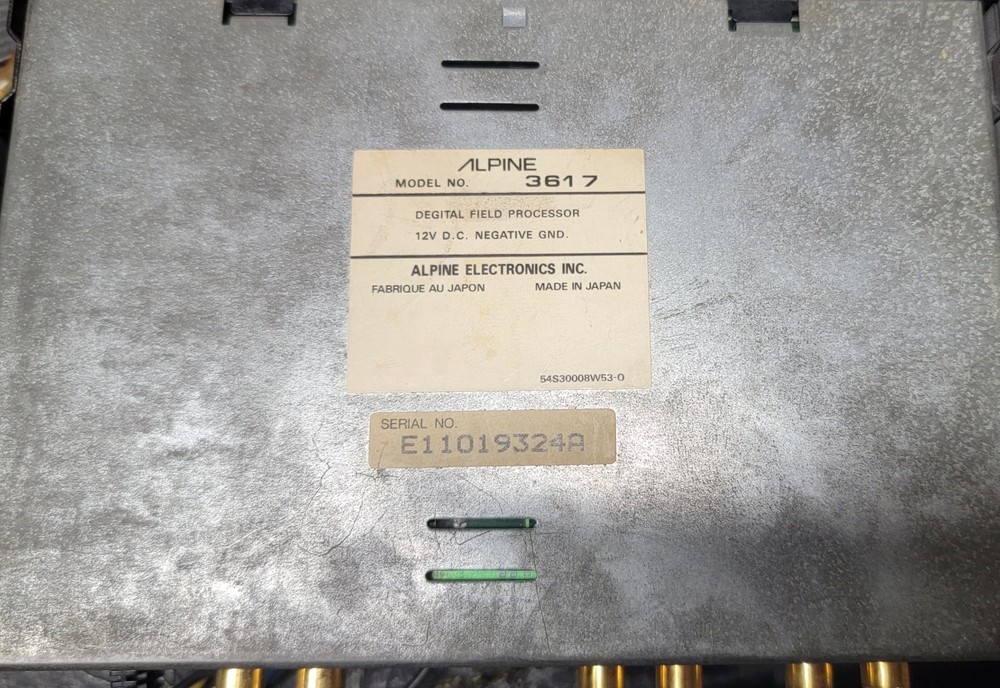 ALPINE
MODEL NO. 3617
DEGITAL FIELD PROCESSOR
12V D.C. NEGATIVE GND.
ALPINE ELECTRONICS INC.
FABRIQUE AU JAPON MADE IN JAPAN
54S30008W53-O
SERIAL NO.
E11019324A